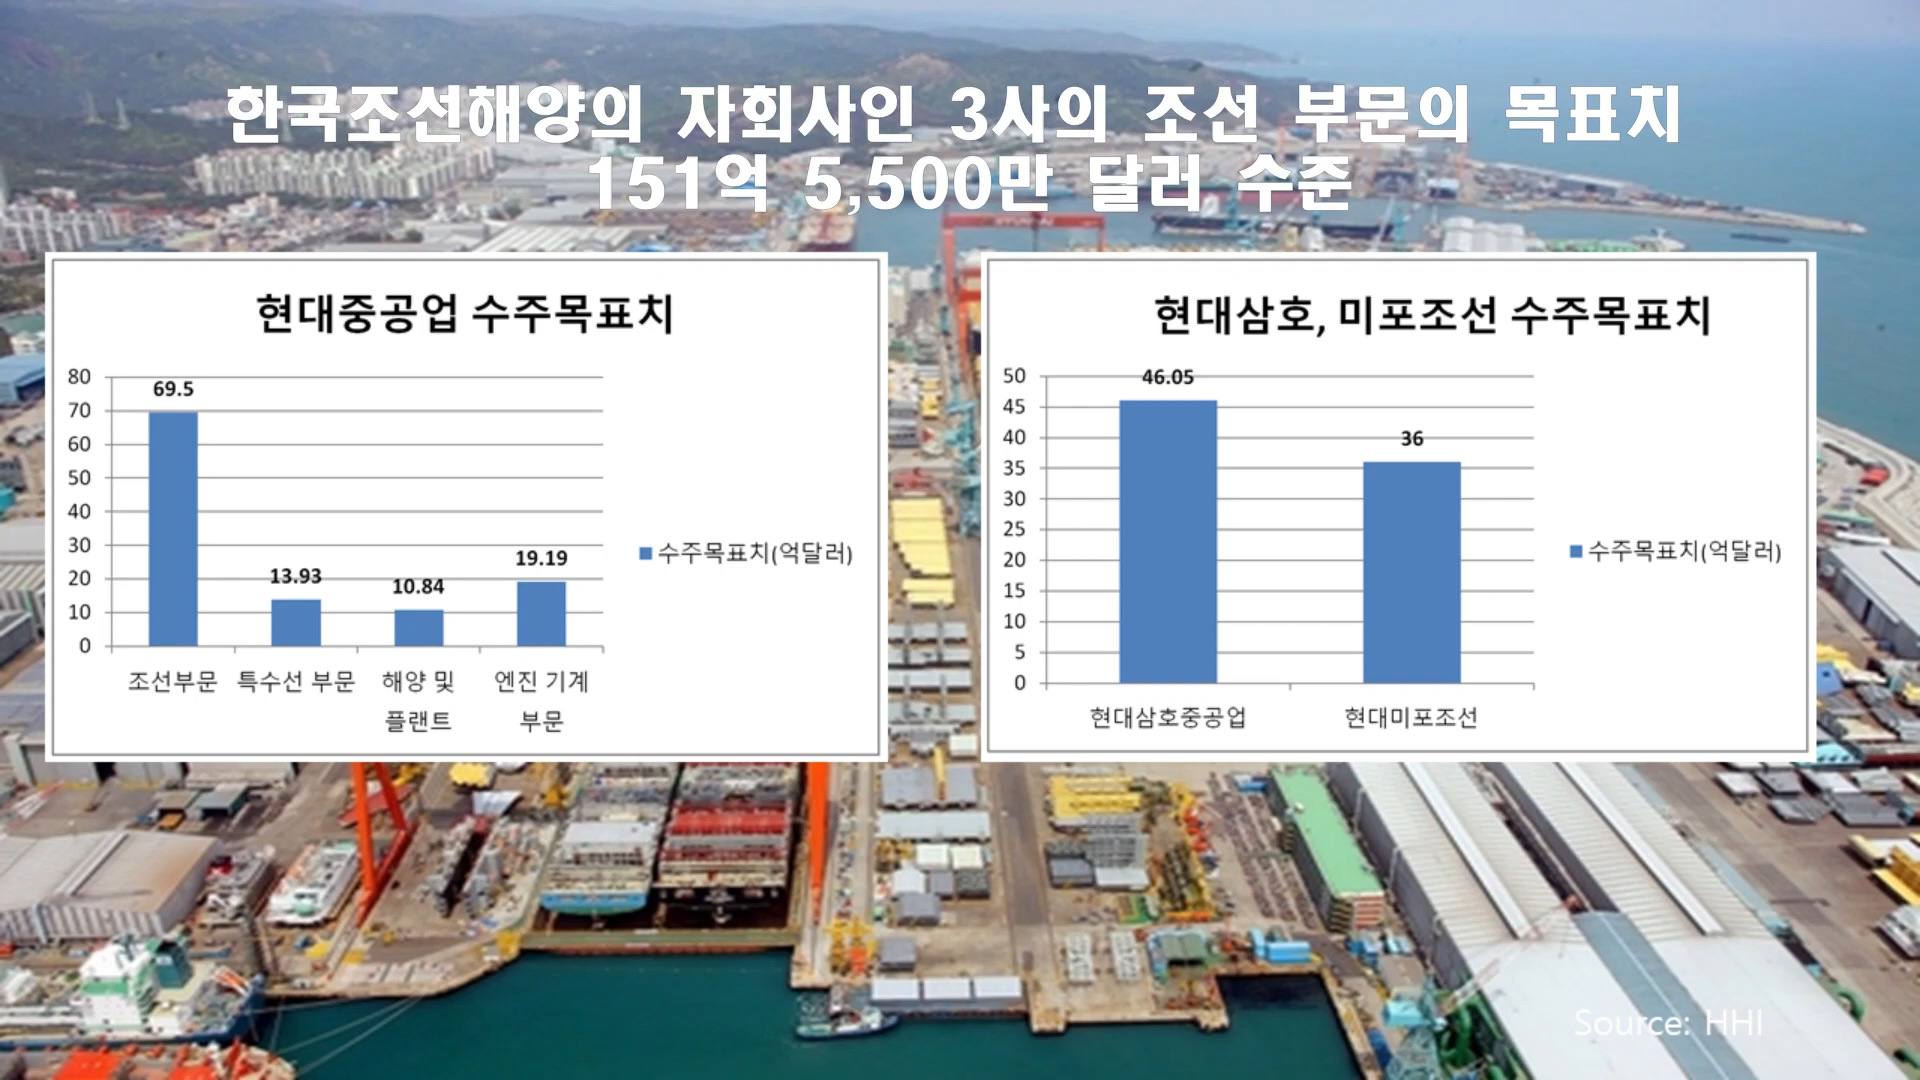 한국조선해양의 자회사인 3사의 조선 부문의 목표치
151억 5,500만 달러 수준
현대중공업 수주목표치
80
70
60
50
40
30
20
10
0
69.5
13.93
10.84
19.19
조선부문
특수선 부문
해양 및
플랜트
엔진 기계
부문
수주목표치(억달러)
현대삼호, 미포조선 수주목표치
50
45
40
35
30
25
20
15
10
5
0
46.05
36
현대삼호중공업
현대미포조선
수주목표치(억달러)
Source: HHI